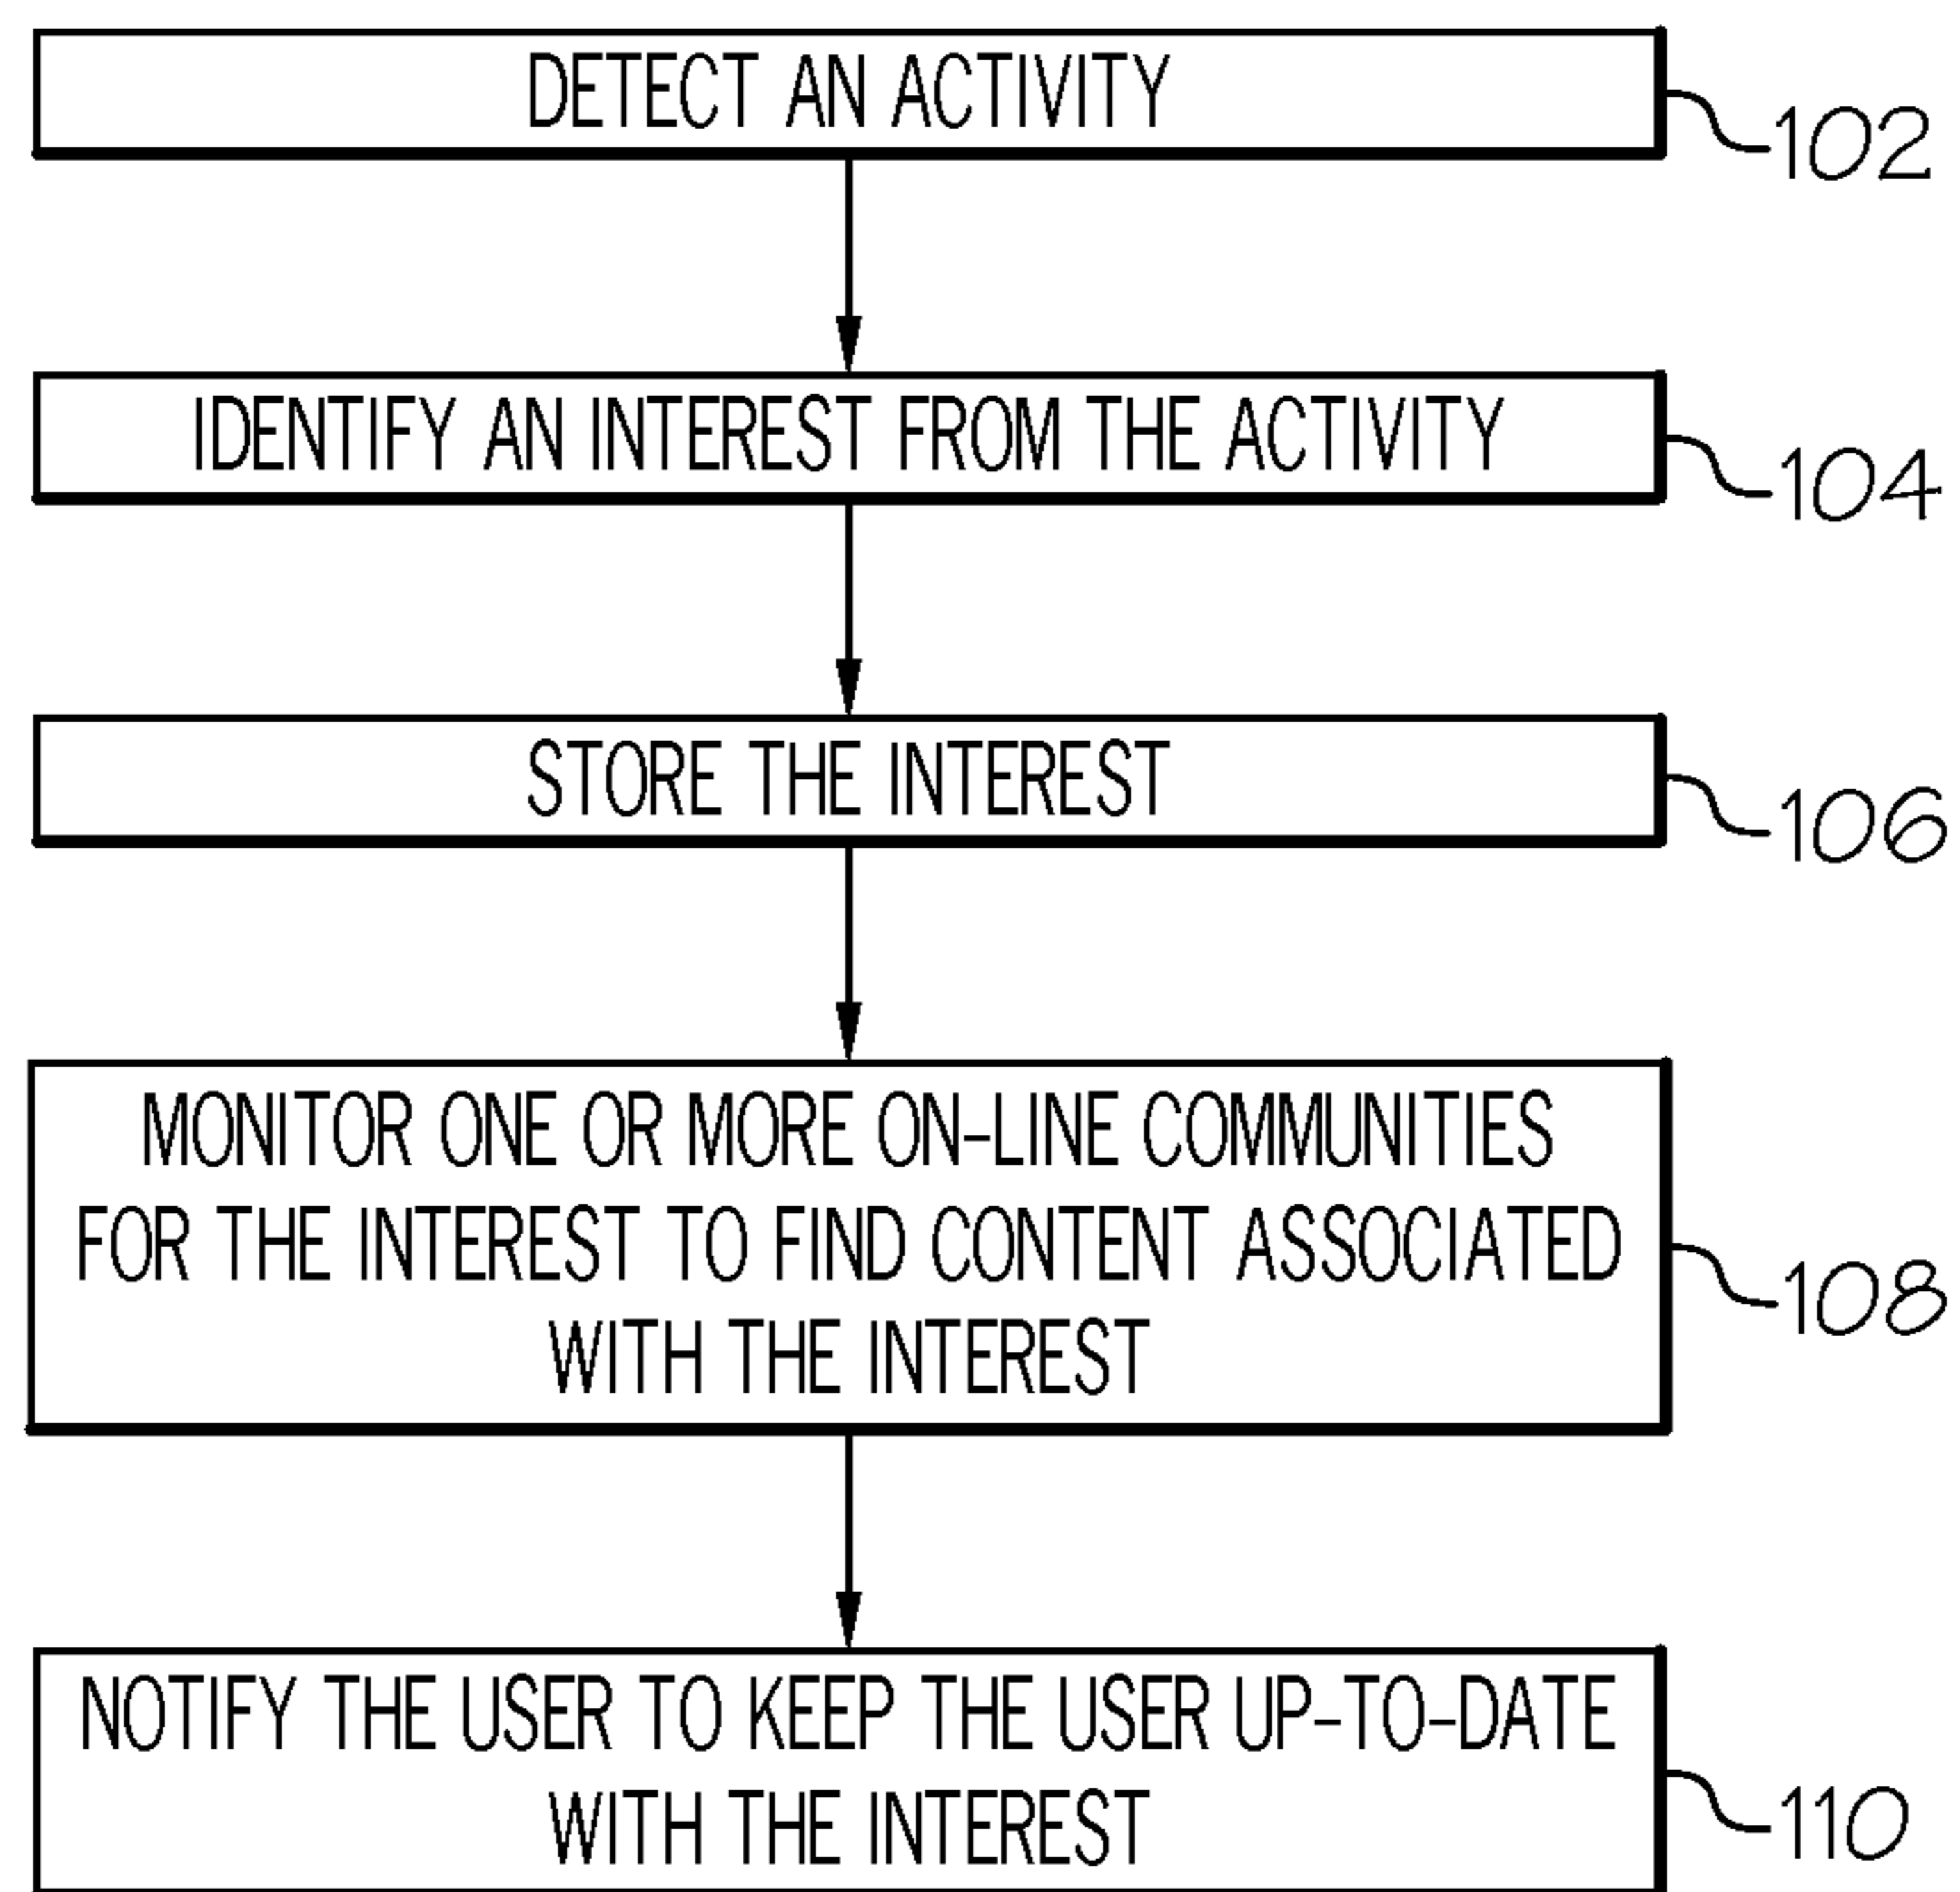 DETECT AN ACTIVITY
102
IDENTIFY AN INTEREST FROM THE ACTIVITY
104
STORE THE INTEREST
106
MONITOR ONE OR MORE ON-LINE COMMUNITIES
FOR THE INTEREST TO FIND CONTENT ASSOCIATED
WITH THE INTEREST
108
NOTIFY THE USER TO KEEP THE USER UP-TO-DATE
WITH THE INTEREST
110